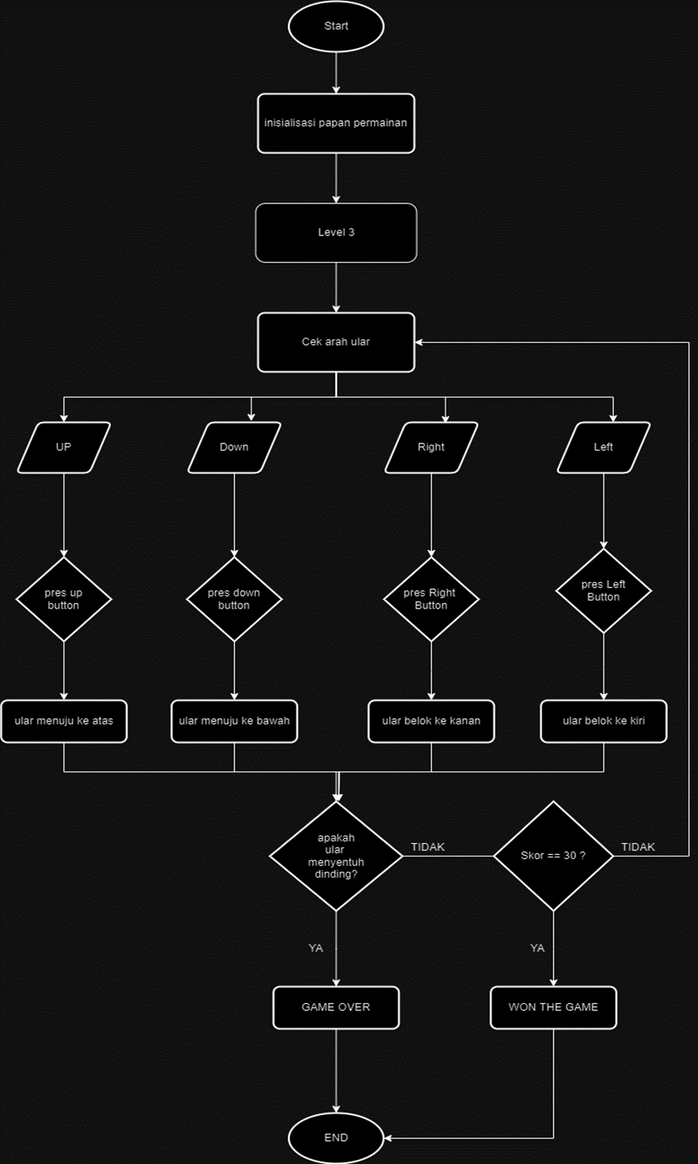 Start
inisialisasi papan permainan
Level 3
Cek arah ular
UP
Down
Right
Left
pres up
button
pres down
button
pres Right
Button
pres Left
Button
ular menuju ke atas
ular menuju ke bawah
ular belok ke kanan
ular belok ke kiri
apakah
ular
menyentuh
dinding?
TIDAK
Skor == 30 ?
TIDAK
YA
YA
GAME OVER
WON THE GAME
END